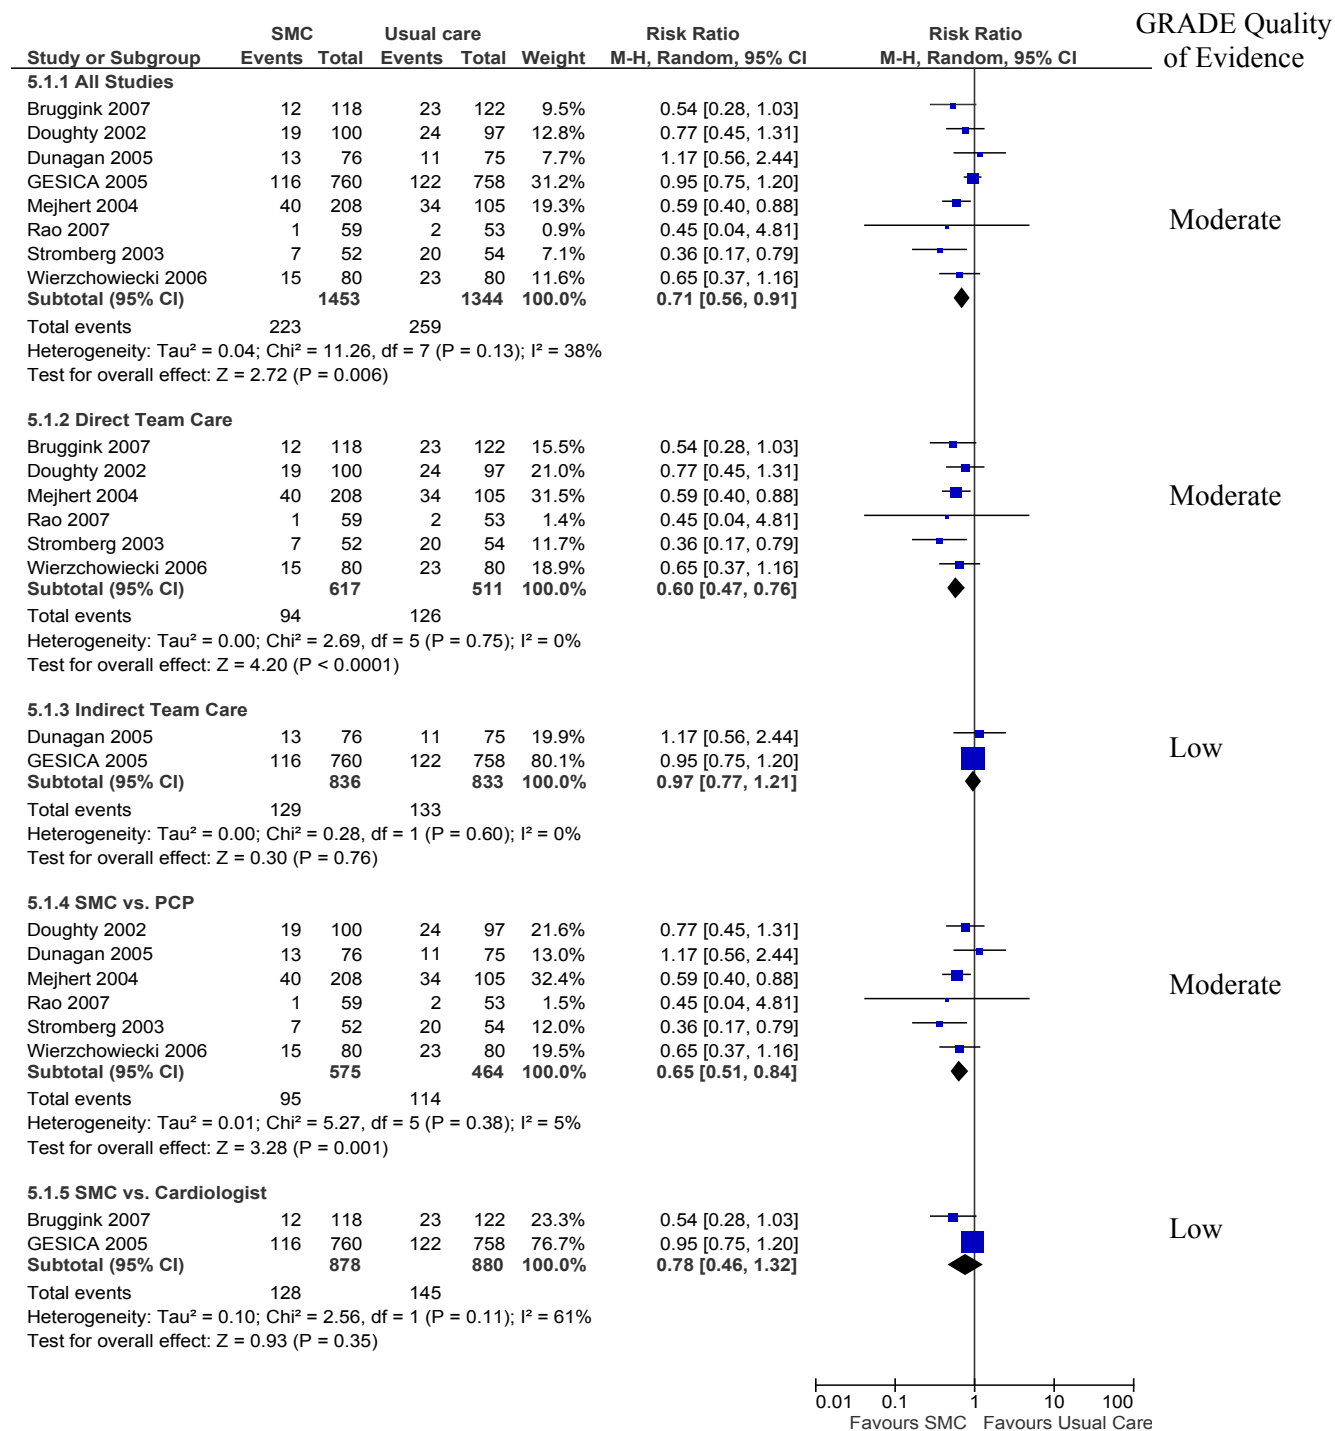 SMC Usual care Risk Ratio Risk Ratio GRADE Quality
Study or Subgroup Events Total Events Total Weight M-H, Random, 95% CI M-H, Random, 95% CI of Evidence
5.1.1 All Studies
Bruggink 2007 12 118 23 122 9.5% 0.54 [0.28, 1.03]
Doughty 2002 19 100 24 97 12.8% 0.77 [0.45, 1.31]
Dunagan 2005 13 76 11 75 7.7% 1.17 [0.56, 2.44]
GESICA 2005 116 760 122 758 31.2% 0.95 [0.75, 1.20]
Mejhert 2004 40 208 34 105 19.3% 0.59 [0.40, 0.88]
Moderate
Rao 2007 1 59 2 53 0.9% 0.45 [0.04, 4.81]
Stromberg 2003 7 52 20 54 7.1% 0.36 [0.17, 0.79]
Wierzchowiecki 2006 15 80 23 80 11.6% 0.65 [0.37, 1.16]
Subtotal (95% CI) 1453 1344 100.0% 0.71 [0.56, 0.91]
Total events 223 259
Heterogeneity: Tau² = 0.04; Chi² = 11.26, df = 7 (P = 0.13); I² = 38%
Test for overall effect: Z = 2.72 (P = 0.006)
5.1.2 Direct Team Care
Bruggink 2007 12 118 23 122 15.5% 0.54 [0.28, 1.03]
Doughty 2002 19 100 24 97 21.0% 0.77 [0.45, 1.31]
Mejhert 2004 40 208 34 105 31.5% 0.59 [0.40, 0.88] Moderate
Rao 2007 1 59 2 53 1.4% 0.45 [0.04, 4.81]
Stromberg 2003 7 52 20 54 11.7% 0.36 [0.17, 0.79]
Wierzchowiecki 2006 15 80 23 80 18.9% 0.65 [0.37, 1.16]
Subtotal (95% CI) 617 511 100.0% 0.60 [0.47, 0.76]
Total events 94 126
Heterogeneity: Tau² = 0.00; Chi² = 2.69, df = 5 (P = 0.75); I² = 0%
Test for overall effect: Z = 4.20 (P < 0.0001)
5.1.3 Indirect Team Care
Dunagan 2005 13 76 11 75 19.9% 1.17 [0.56, 2.44]
Low
GESICA 2005 116 760 122 758 80.1% 0.95 [0.75, 1.20]
Subtotal (95% CI) 836 833 100.0% 0.97 [0.77, 1.21]
Total events 129 133
Heterogeneity: Tau² = 0.00; Chi² = 0.28, df = 1 (P = 0.60); I² = 0%
Test for overall effect: Z = 0.30 (P = 0.76)
5.1.4 SMC vs. PCP
Doughty 2002 19 100 24 97 21.6% 0.77 [0.45, 1.31]
Dunagan 2005 13 76 11 75 13.0% 1.17 [0.56, 2.44]
Mejhert 2004 40 208 34 105 32.4% 0.59 [0.40, 0.88] Moderate
Rao 2007 1 59 2 53 1.5% 0.45 [0.04, 4.81]
Stromberg 2003 7 52 20 54 12.0% 0.36 [0.17, 0.79]
Wierzchowiecki 2006 15 80 23 80 19.5% 0.65 [0.37, 1.16]
Subtotal (95% CI) 575 464 100.0% 0.65 [0.51, 0.84]
Total events 95 114
Heterogeneity: Tau² = 0.01; Chi² = 5.27, df = 5 (P = 0.38); I² = 5%
Test for overall effect: Z = 3.28 (P = 0.001)
5.1.5 SMC vs. Cardiologist
Bruggink 2007 12 118 23 122 23.3% 0.54 [0.28, 1.03] Low
GESICA 2005 116 760 122 758 76.7% 0.95 [0.75, 1.20]
Subtotal (95% CI) 878 880 100.0% 0.78 [0.46, 1.32]
Total events 128 145
Heterogeneity: Tau² = 0.10; Chi² = 2.56, df = 1 (P = 0.11); I² = 61%
Test for overall effect: Z = 0.93 (P = 0.35)
0.01 0.1 1 10 100
Favours SMC Favours Usual Care